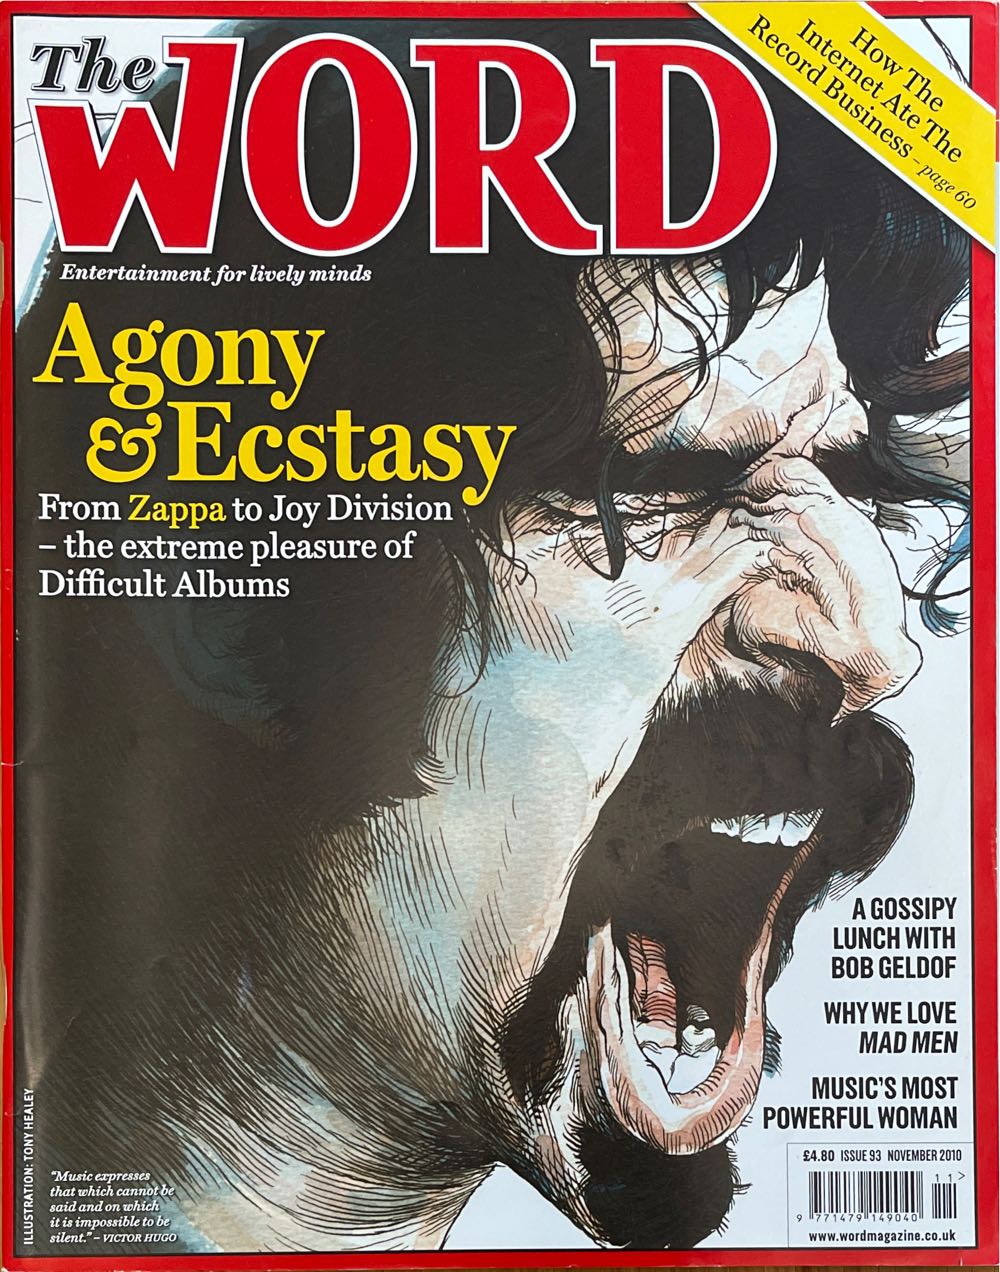 The
WORD
Entertainment for lively minds
How The
Internet Ate The
Record Business – page 60
Agony
& Ecstasy
From Zappa to Joy Division
– the extreme pleasure of
Difficult Albums
A GOSSIPY
LUNCH WITH
BOB GELDOF
WHY WE LOVE
MAD MEN
MUSIC'S MOST
POWERFUL WOMAN
£4.80 ISSUE 93 NOVEMBER 2010
11>
9 771479 149040
www.wordmagazine.co.uk
ILLUSTRATION: TONY HEALEY
“Music expresses
that which cannot be
said and on which
it is impossible to be
silent.” – VICTOR HUGO